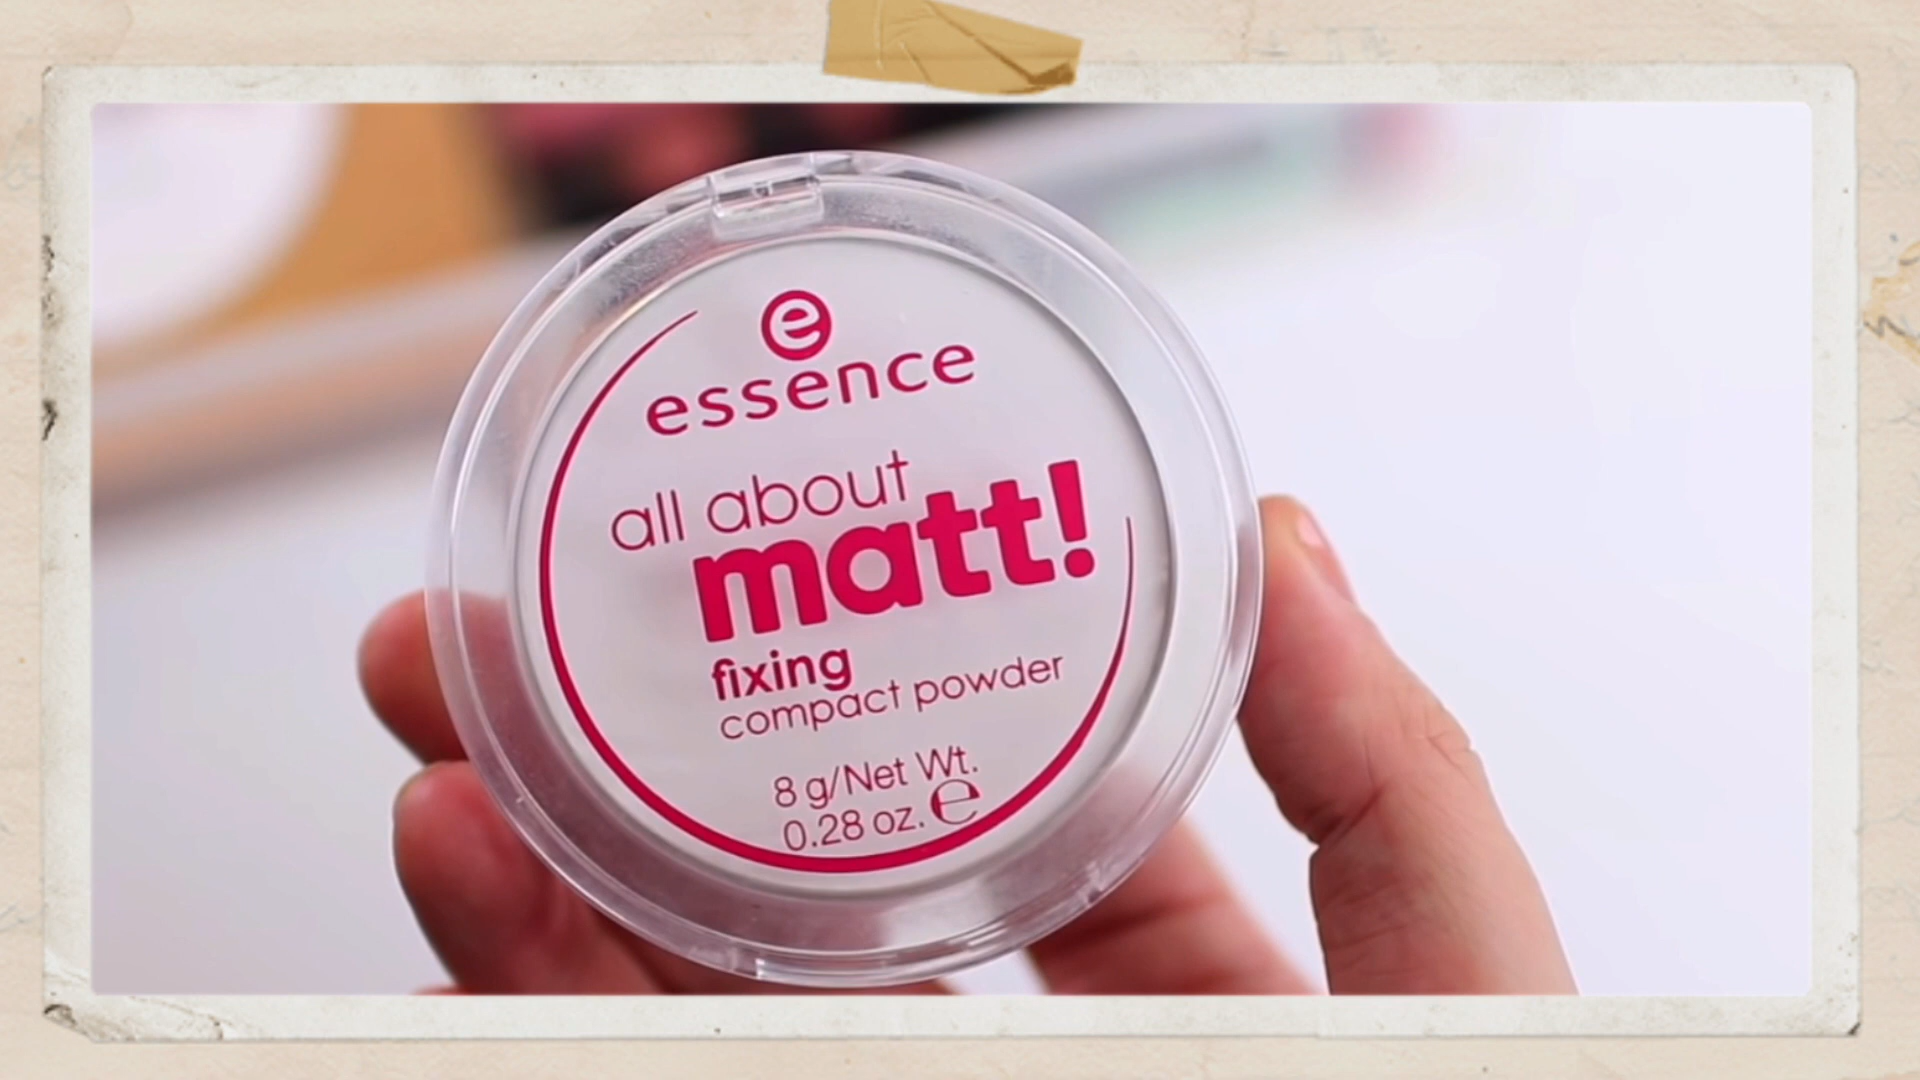 e
essence
all about
matt!
fixing
compact powder
8 g/Net Wt.
0.28 oz. ℮